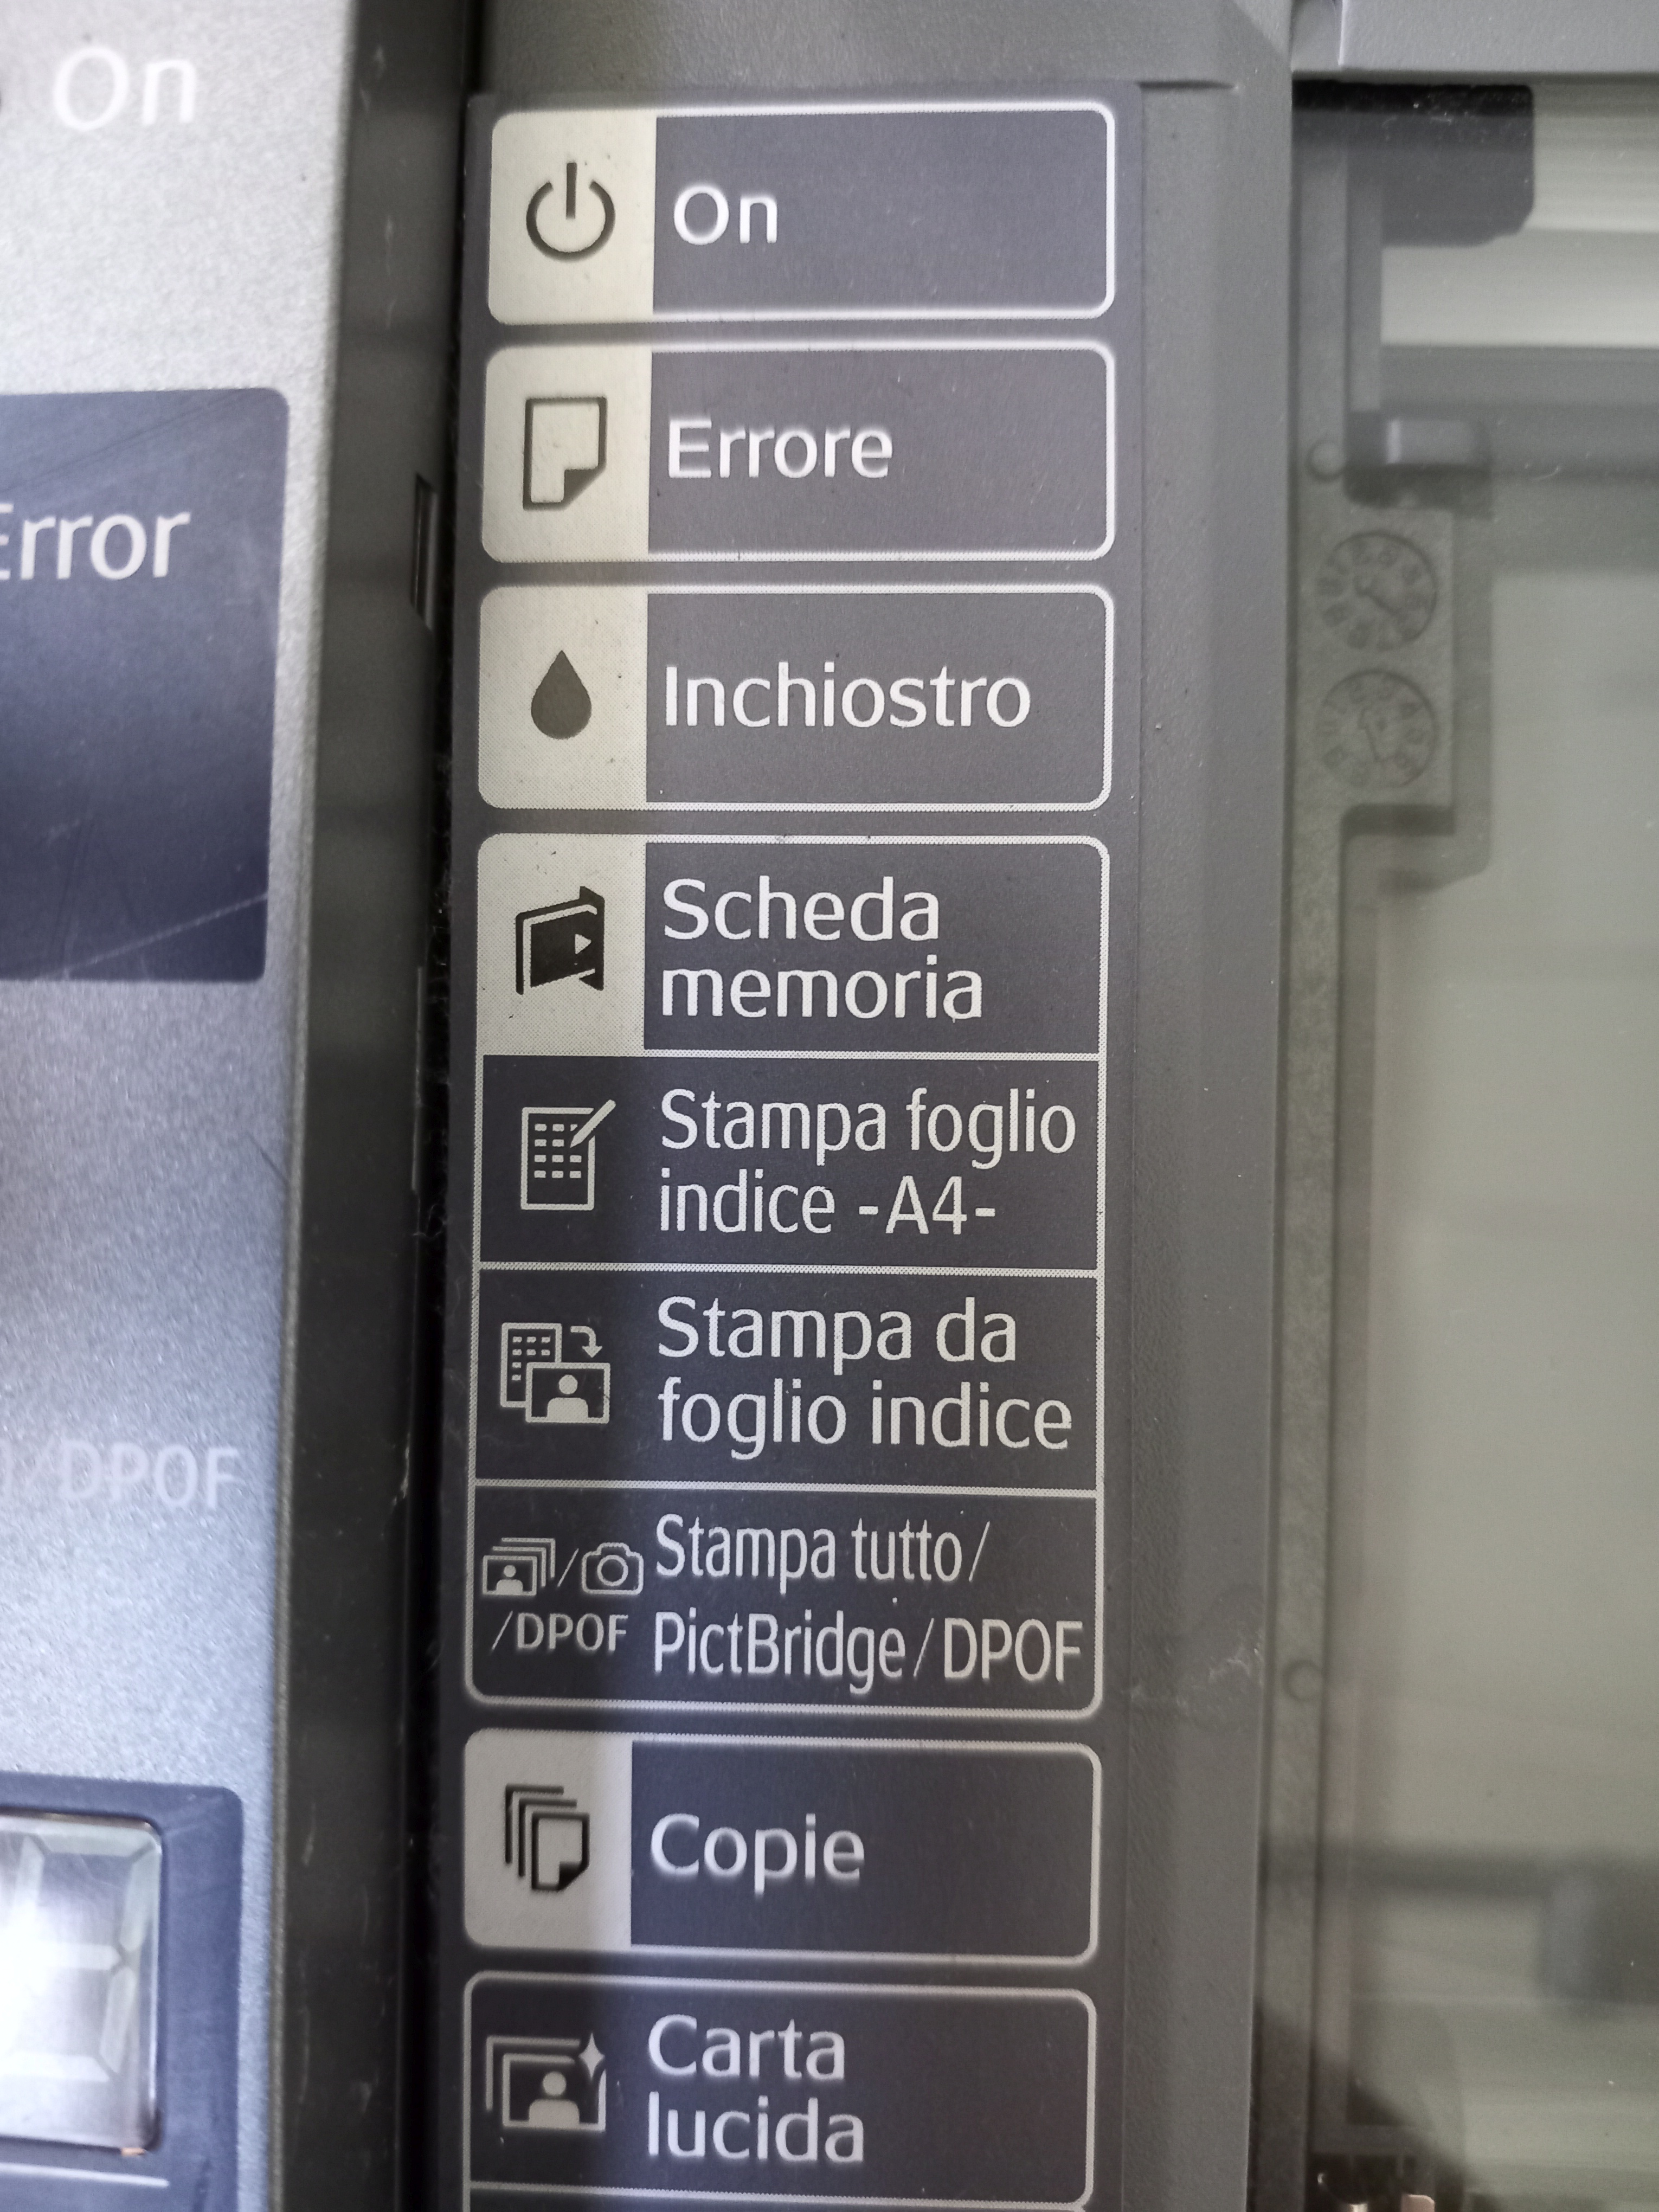 On
Error
/DPOF
On
Errore
Inchiostro
Scheda
memoria
Stampa foglio
indice -A4-
Stampa da
foglio indice
Stampa tutto/
/DPOF PictBridge/DPOF
Copie
Carta
lucida